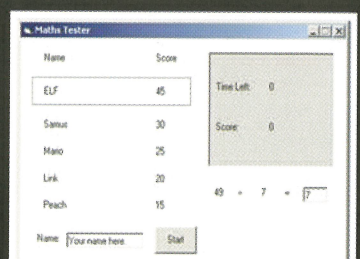 Maths Tester
Name Score
ELF 45
Samus 30
Mario 25
Link 20
Peach 15
Time Left: 0
Score: 0
49 ÷ 7 = 7
Name: Your name here
Start